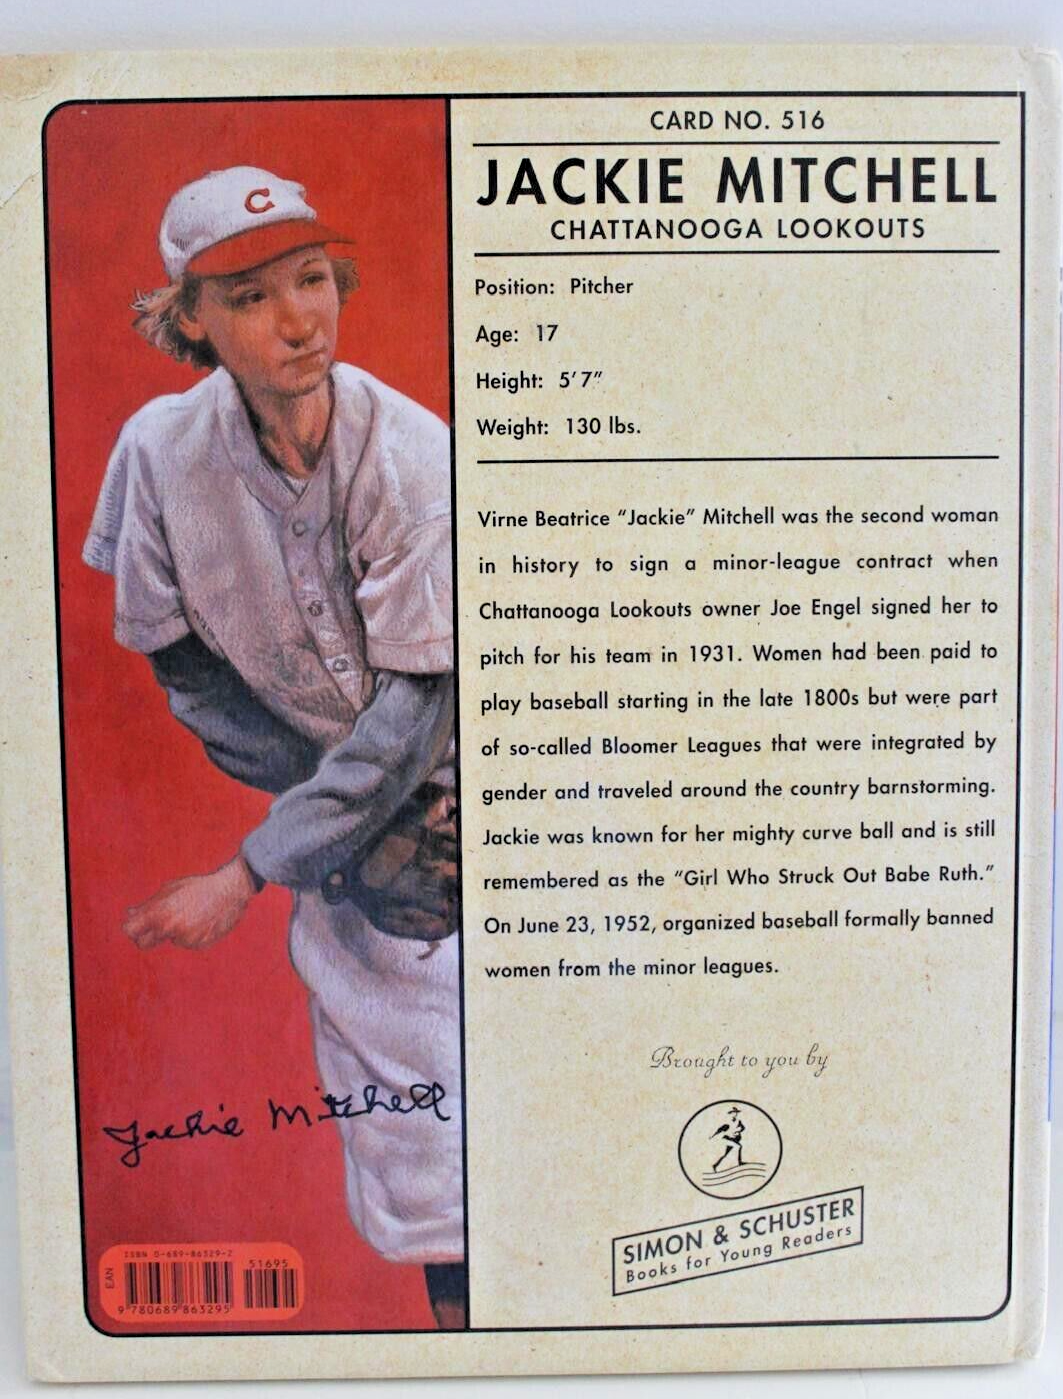 CARD NO. 516
JACKIE MITCHELL
CHATTANOOGA LOOKOUTS
Position: Pitcher
Age: 17
Height: 5'7"
Weight: 130 lbs.
Virne Beatrice “Jackie” Mitchell was the second woman
in history to sign a minor-league contract when
Chattanooga Lookouts owner Joe Engel signed her to
pitch for his team in 1931. Women had been paid to
play baseball starting in the late 1800s but were part
of so-called Bloomer Leagues that were integrated by
gender and traveled around the country barnstorming.
Jackie was known for her mighty curve ball and is still
remembered as the “Girl Who Struck Out Babe Ruth.”
On June 23, 1952, organized baseball formally banned
women from the minor leagues.
Brought to you by
SIMON & SCHUSTER
Books for Young Readers
C
Jackie Mitchell
ISBN 0-689-86329-2
51695
EAN
9 780689 863295